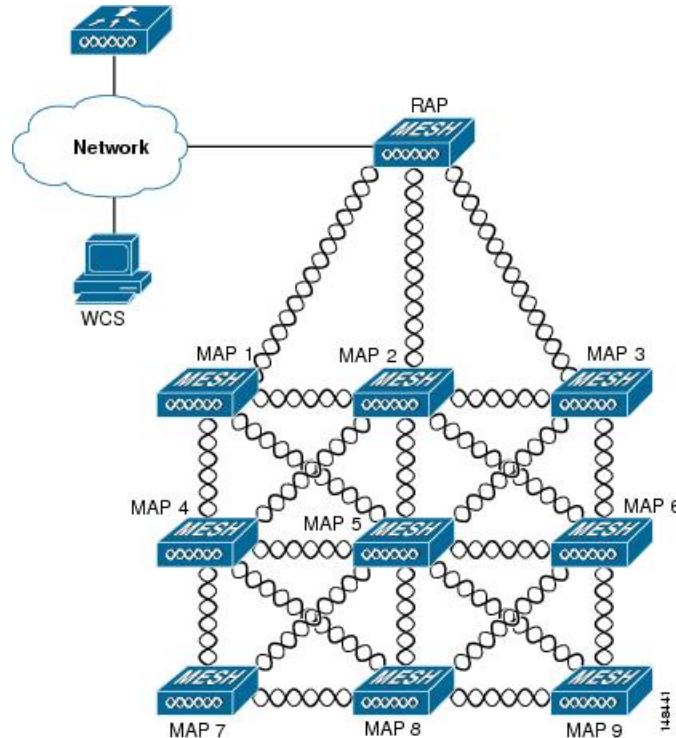 RAP
MESH
Network
WCS
MAP 1
MAP 2
MAP 3
MESH
MESH
MESH
MAP 4
MAP 5
MAP 6
MESH
MESH
MESH
MESH
MESH
MESH
MAP 7
MAP 8
MAP 9
148441